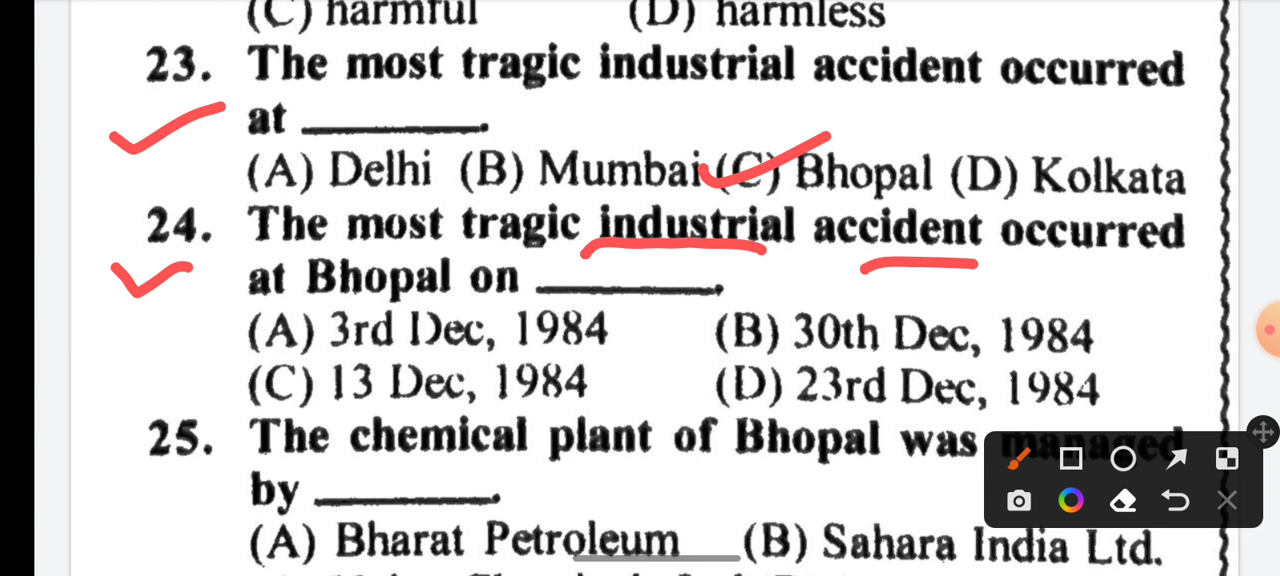 (C) harmful (D) harmless
23. The most tragic industrial accident occurred
at ________.
(A) Delhi (B) Mumbai (C) Bhopal (D) Kolkata
24. The most tragic industrial accident occurred
at Bhopal on ________.
(A) 3rd Dec, 1984 (B) 30th Dec, 1984
(C) 13 Dec, 1984 (D) 23rd Dec, 1984
25. The chemical plant of Bhopal was managed
by ________.
(A) Bharat Petroleum (B) Sahara India Ltd.